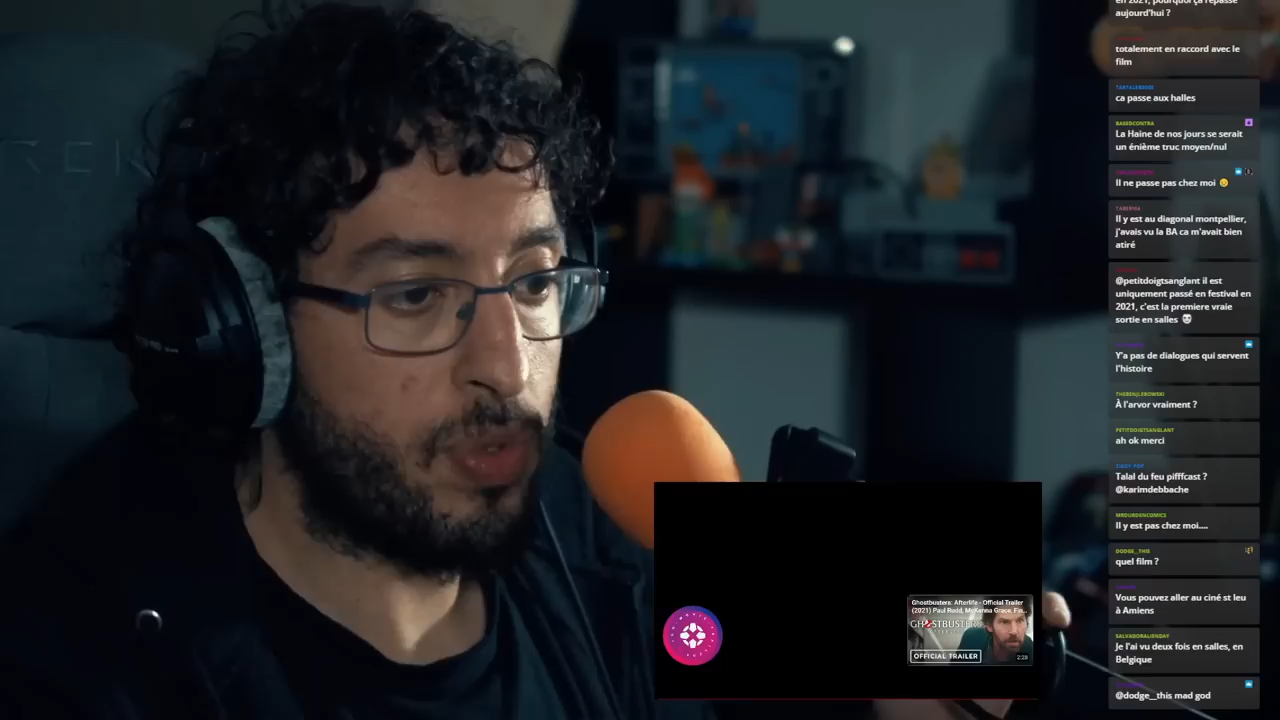 en 2021, pourquoi ça repasse
aujourd'hui ?
totalement en raccord avec le
film
ca passe aux halles
BASEDCONTRA
La Haine de nos jours se serait
un énième truc moyen/nul
Il ne passe pas chez moi
Il y est au diagonal montpellier,
j'avais vu la BA ca m'avait bien
atiré
@petitdoigtsanglant il est
uniquement passé en festival en
2021, c'est la premiere vraie
sortie en salles
Y'a pas de dialogues qui servent
l'histoire
À l'arvor vraiment ?
PETITDOIGTSANGLANT
ah ok merci
Talal du feu pifffcast ?
@karimdebbache
MRDURDENCOMICS
Il y est pas chez moi....
DODGE__THIS
quel film ?
Vous pouvez aller au ciné st leu
à Amiens
SALVADORALIENDAY
Je l'ai vu deux fois en salles, en
Belgique
@dodge__this mad god
Ghostbusters: Afterlife - Official Trailer
(2021) Paul Rudd, McKenna Grace, Fin...
GHOSTBUSTERS
OFFICIAL TRAILER
2:28